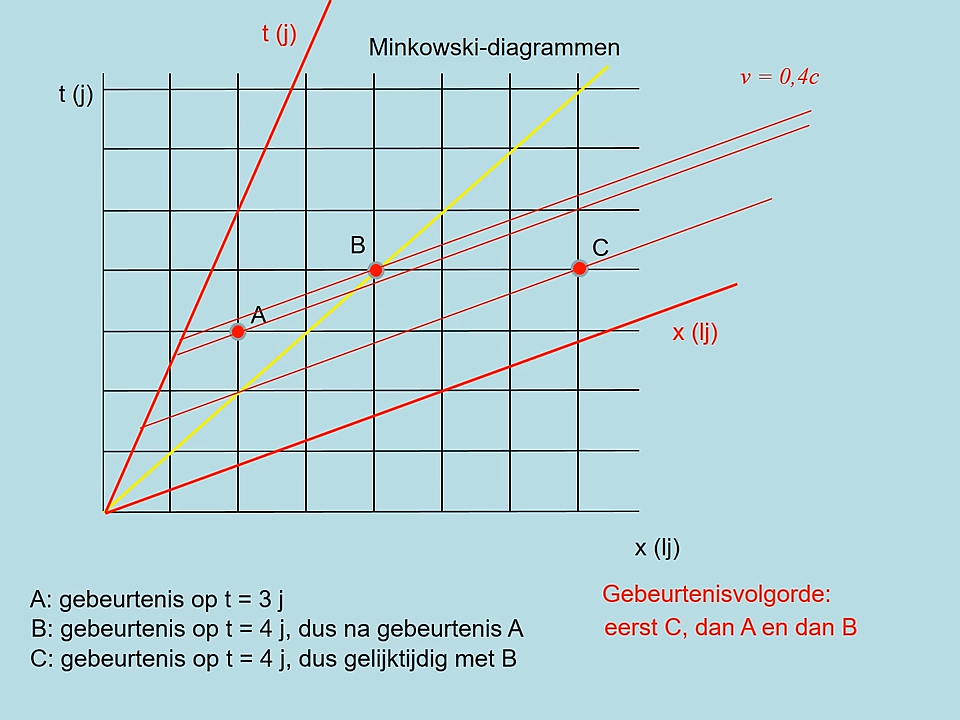 t (j)
Minkowski-diagrammen
v = 0,4c
t (j)
B
C
A
x (lj)
x (lj)
A: gebeurtenis op t = 3 j
B: gebeurtenis op t = 4 j, dus na gebeurtenis A
C: gebeurtenis op t = 4 j, dus gelijktijdig met B
Gebeurtenisvolgorde:
eerst C, dan A en dan B